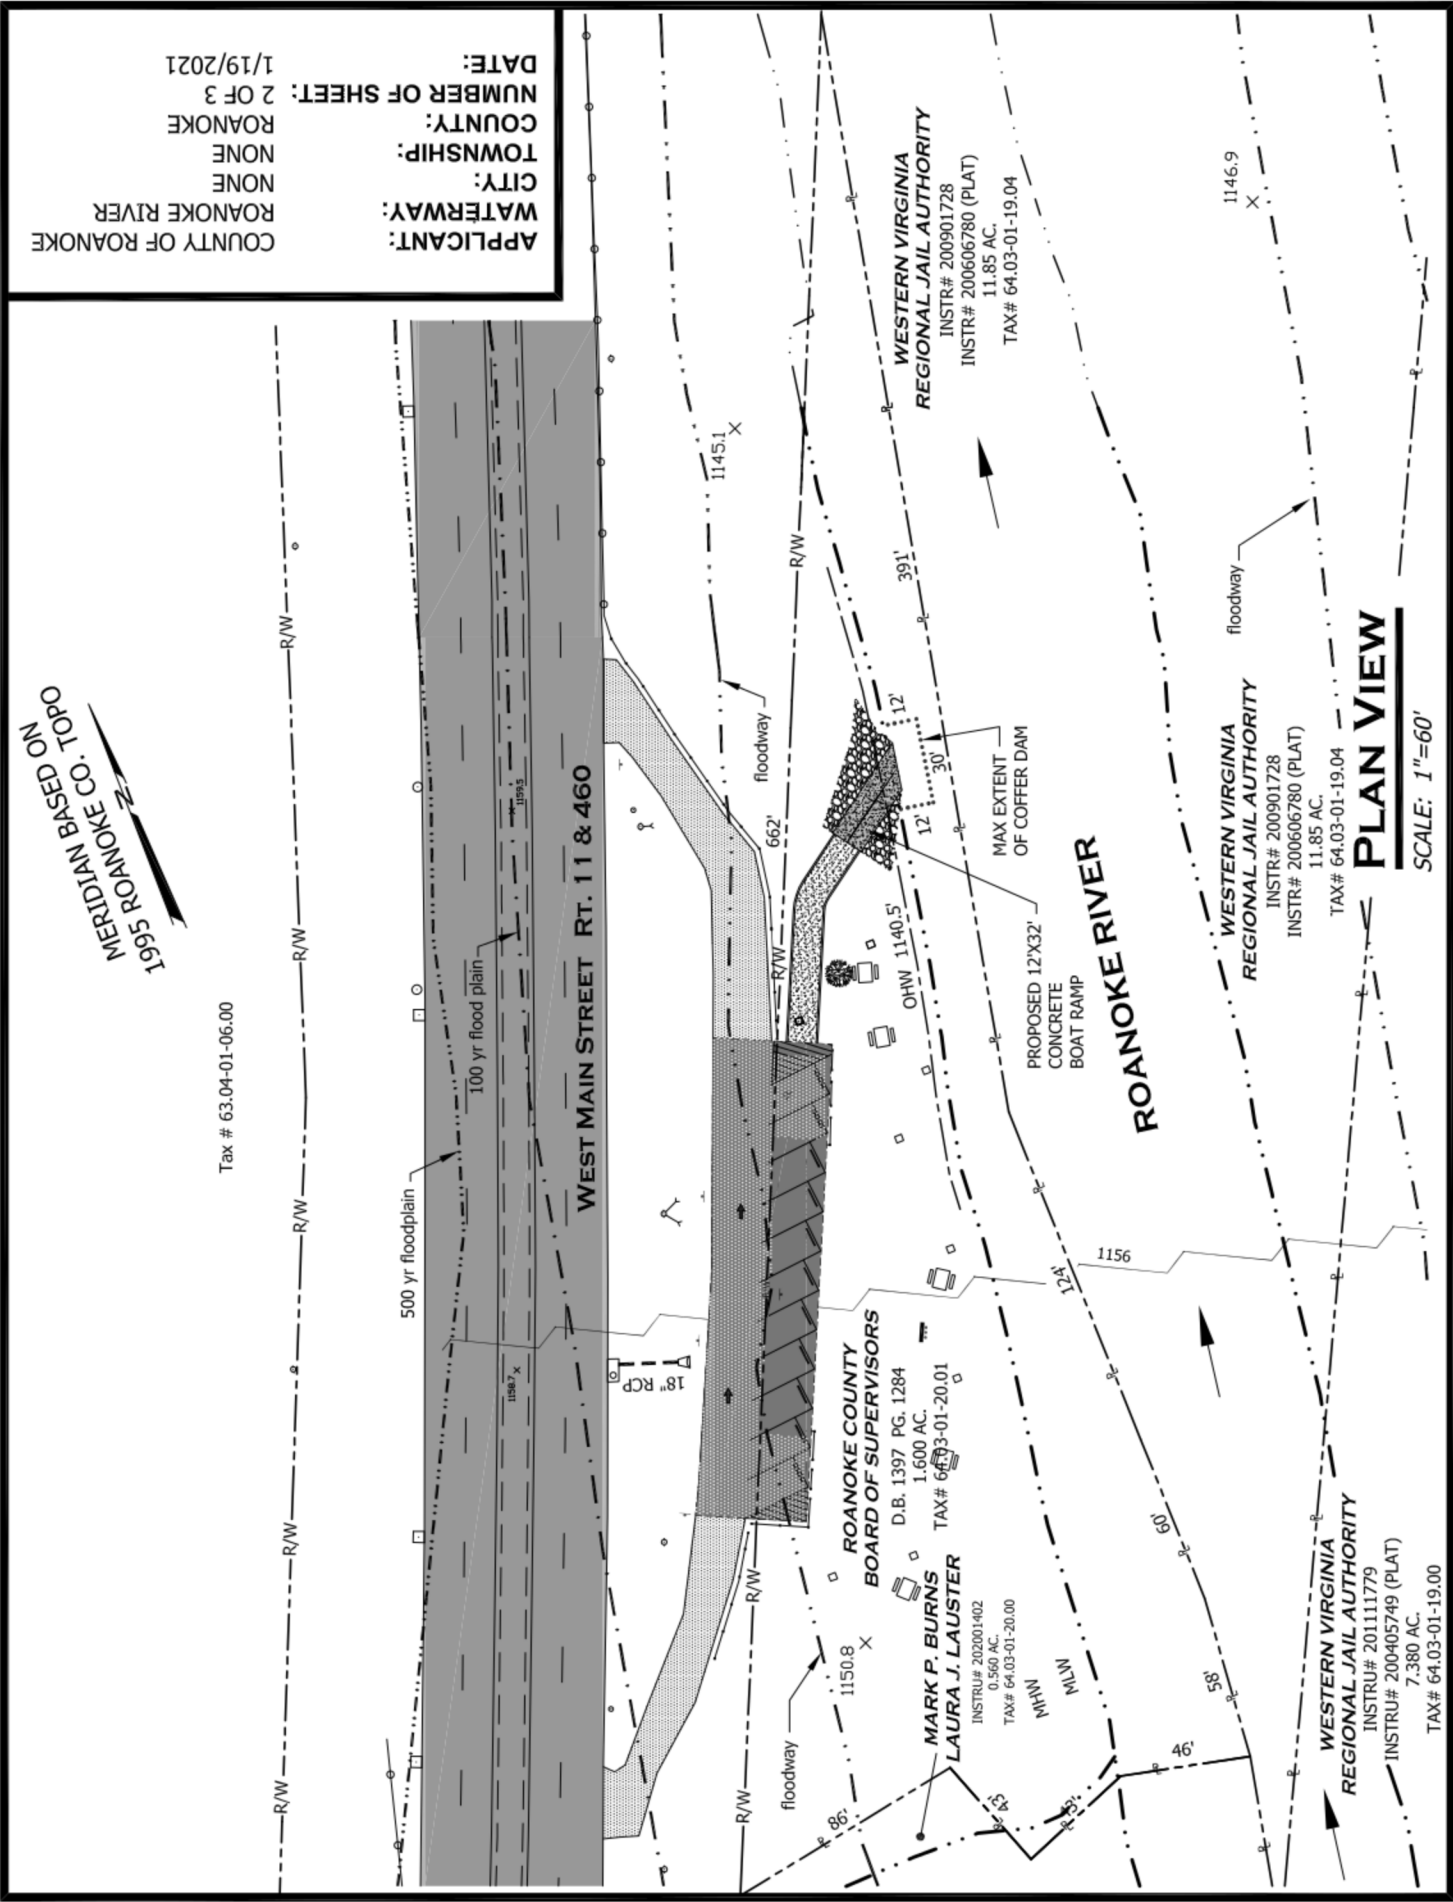 APPLICANT: COUNTY OF ROANOKE
WATERWAY: ROANOKE RIVER
CITY: NONE
TOWNSHIP: NONE
COUNTY: ROANOKE
NUMBER OF SHEET: 2 OF 3
DATE: 1/19/2021
MERIDIAN BASED ON
1995 ROANOKE CO. TOPO
N
Tax # 63.04-01-06.00
R/W
R/W
R/W
R/W
R/W
500 yr floodplain
100 yr flood plain
1158.7
1159.5
WEST MAIN STREET RT. 11 & 460
18" RCP
R/W
R/W
R/W
R/W
662'
floodway
floodway
1145.1
1150.8
86'
43'
43'
46'
58'
60'
124'
391'
1156
MARK P. BURNS
LAURA J. LAUSTER
INSTRU# 202001402
0.560 AC.
TAX# 64.03-01-20.00
MHW
MLW
ROANOKE COUNTY
BOARD OF SUPERVISORS
D.B. 1397 PG. 1284
1.600 AC.
TAX# 64.03-01-20.01
OHW 1140.5'
12'
30'
12'
MAX EXTENT
OF COFFER DAM
PROPOSED 12'X32'
CONCRETE
BOAT RAMP
ROANOKE RIVER
WESTERN VIRGINIA
REGIONAL JAIL AUTHORITY
INSTR# 200901728
INSTR# 200606780 (PLAT)
11.85 AC.
TAX# 64.03-01-19.04
1146.9
floodway
WESTERN VIRGINIA
REGIONAL JAIL AUTHORITY
INSTR# 200901728
INSTR# 200606780 (PLAT)
11.85 AC.
TAX# 64.03-01-19.04
WESTERN VIRGINIA
REGIONAL JAIL AUTHORITY
INSTRU# 201111779
INSTRU# 200405749 (PLAT)
7.380 AC.
TAX# 64.03-01-19.00
PLAN VIEW
SCALE: 1"=60'